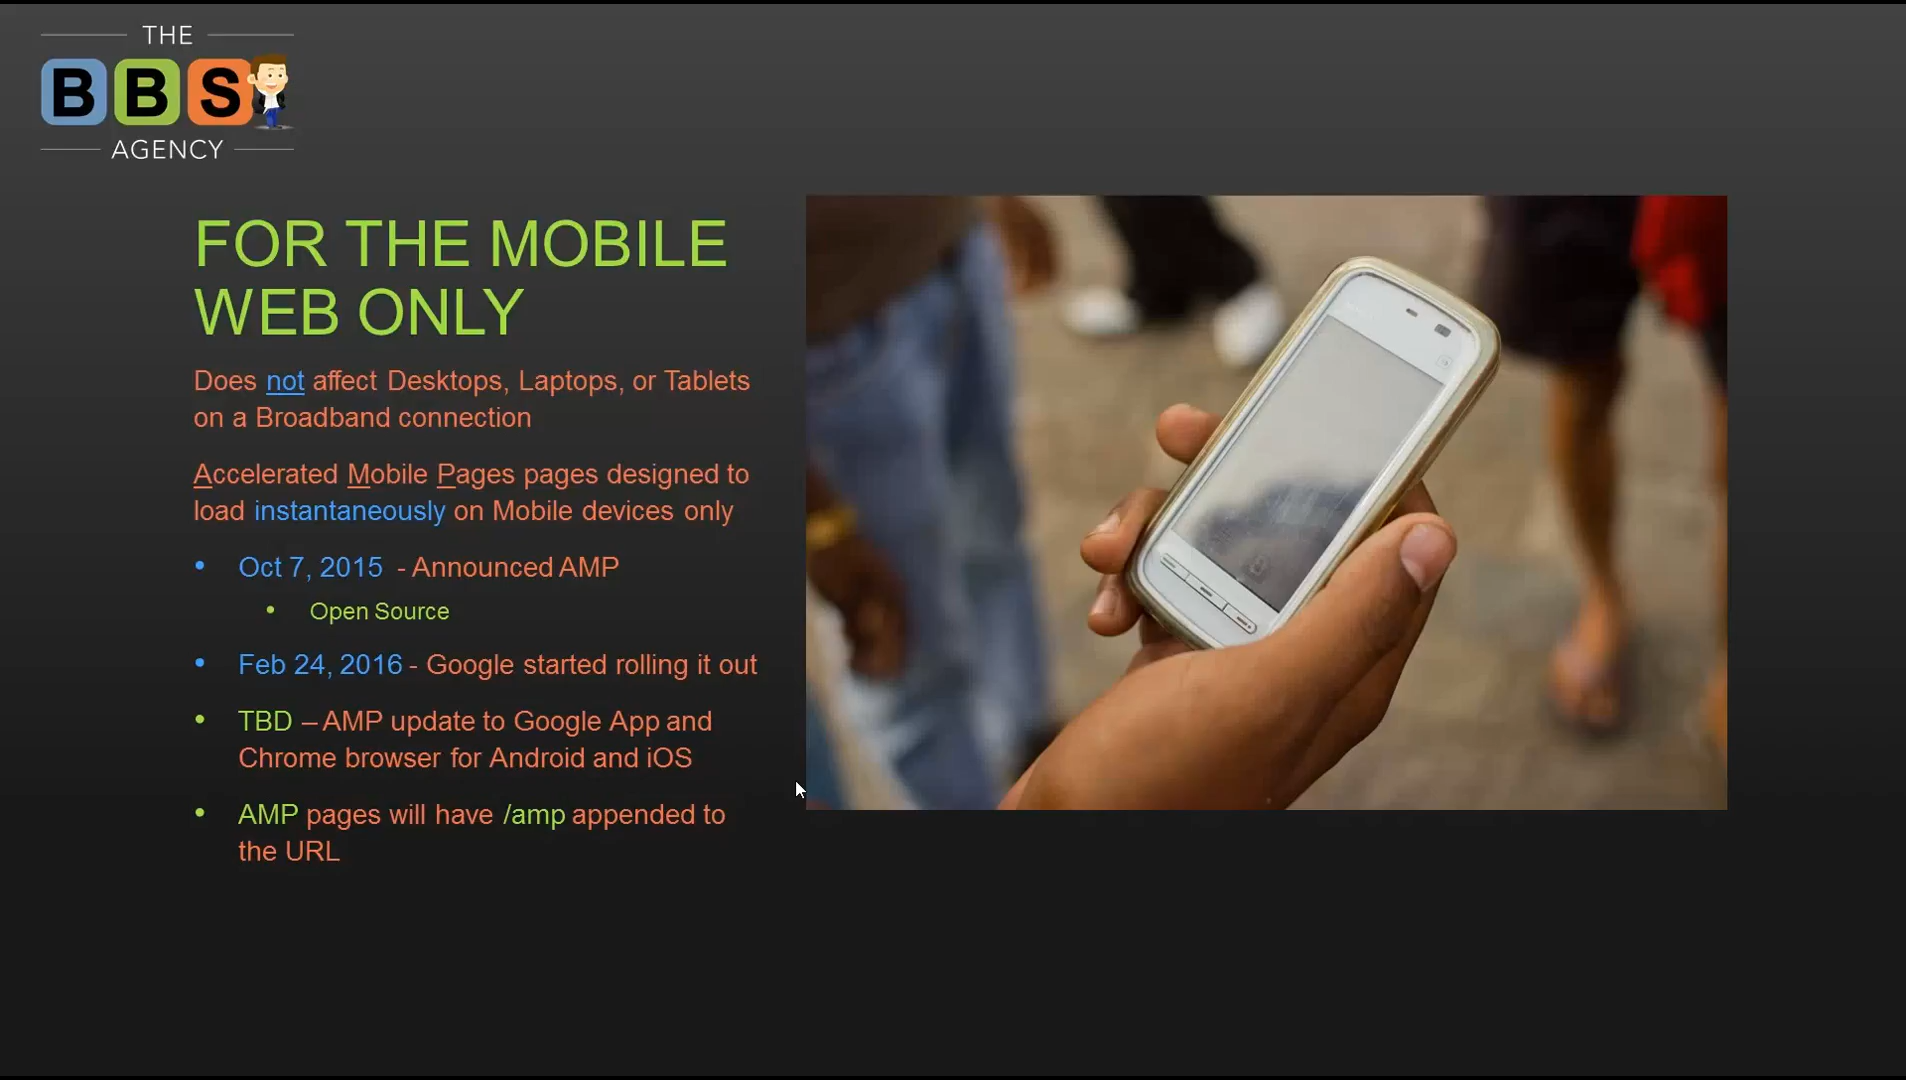 THE
BBS
AGENCY
FOR THE MOBILE
WEB ONLY
Does not affect Desktops, Laptops, or Tablets
on a Broadband connection
Accelerated Mobile Pages pages designed to
load instantaneously on Mobile devices only
• Oct 7, 2015 - Announced AMP
• Open Source
• Feb 24, 2016 - Google started rolling it out
• TBD – AMP update to Google App and
Chrome browser for Android and iOS
• AMP pages will have /amp appended to
the URL